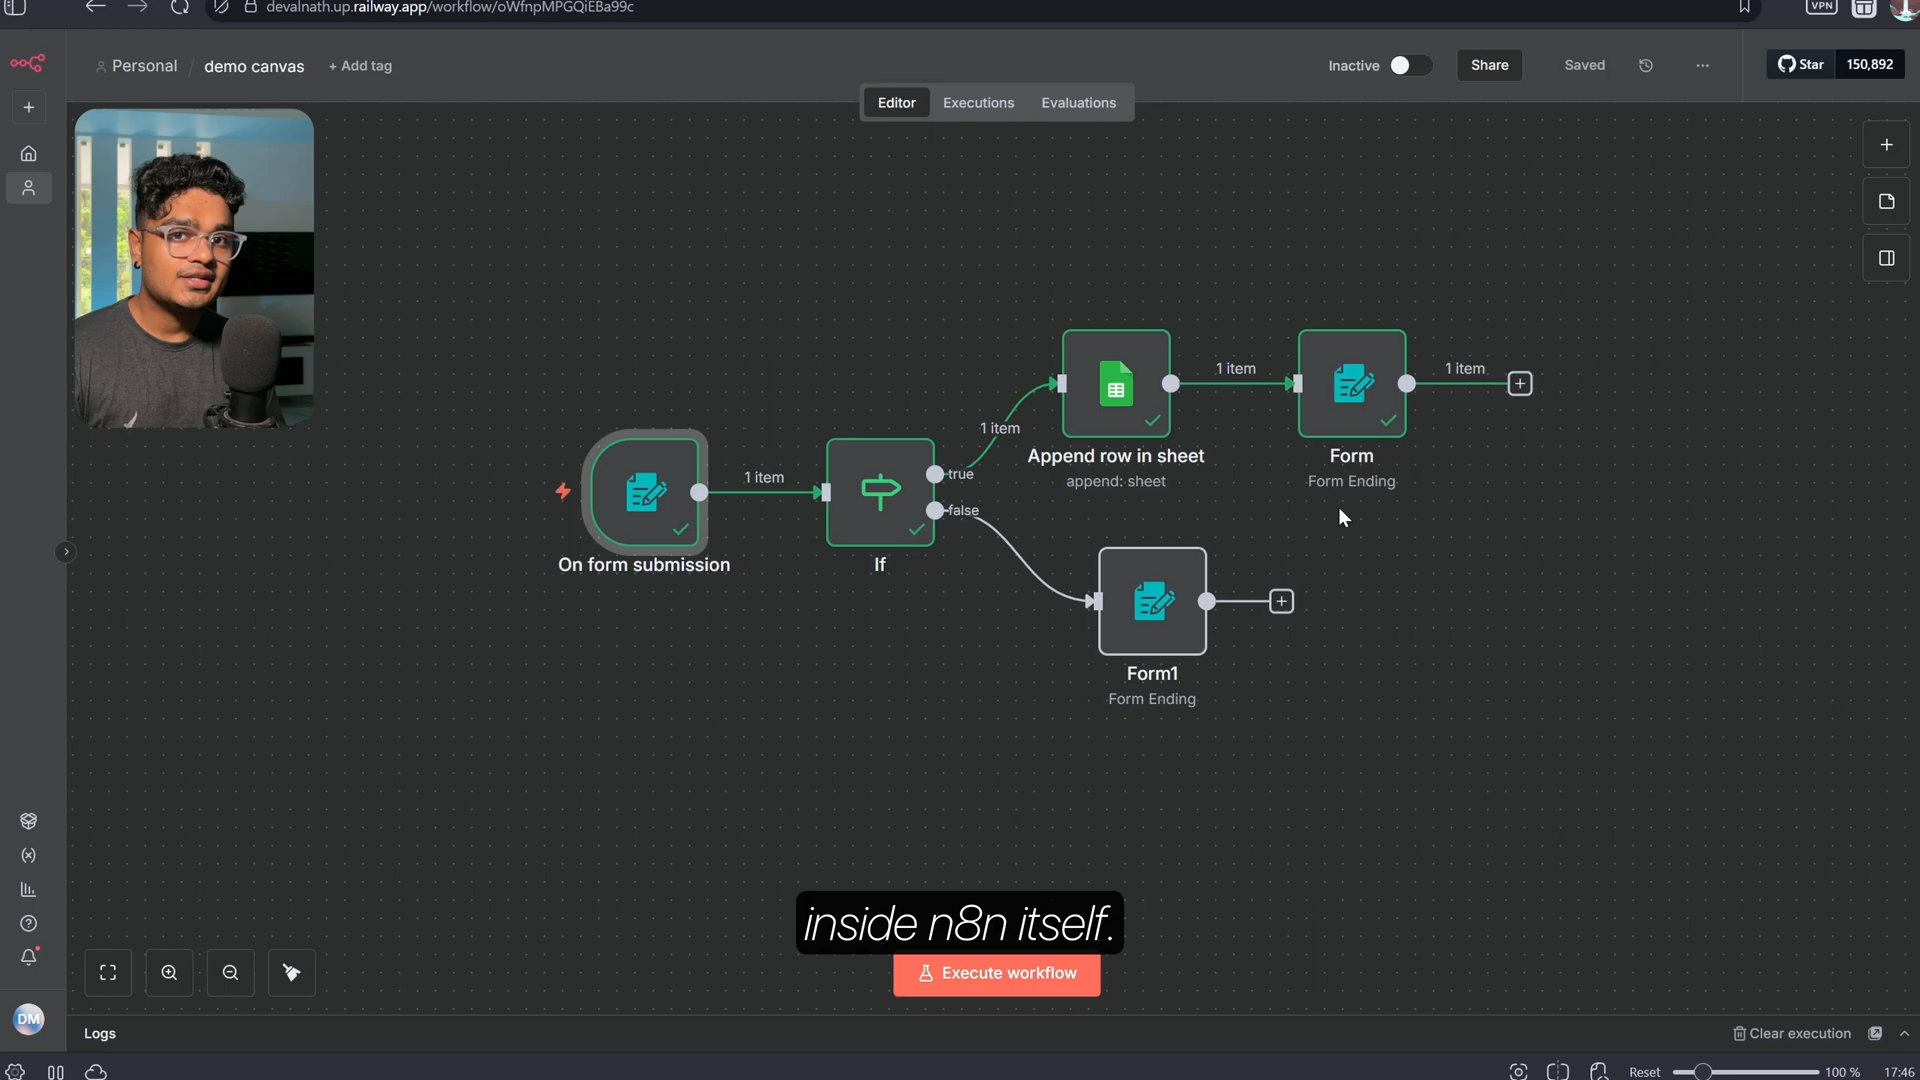 devalnath.up.railway.app/workflow/oWfnpMPGQiEBa99c
VPN
Personal / demo canvas + Add tag
Inactive
Share
Saved
Star 150,892
Editor Executions Evaluations
1 item
1 item
1 item
1 item
true
false
Append row in sheet
append: sheet
Form
Form Ending
On form submission
If
Form1
Form Ending
inside n8n itself.
Execute workflow
DM
Logs
Clear execution
Reset
100 %
17:46